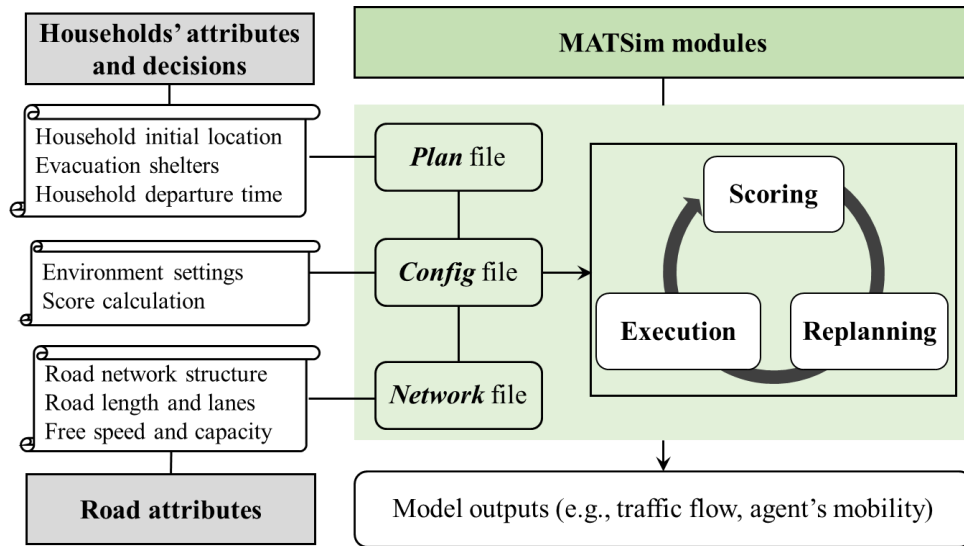 Households’ attributes
and decisions
Household initial location
Evacuation shelters
Household departure time
Environment settings
Score calculation
Road network structure
Road length and lanes
Free speed and capacity
Road attributes
MATSim modules
Plan file
Config file
Network file
Scoring
Execution
Replanning
Model outputs (e.g., traffic flow, agent’s mobility)